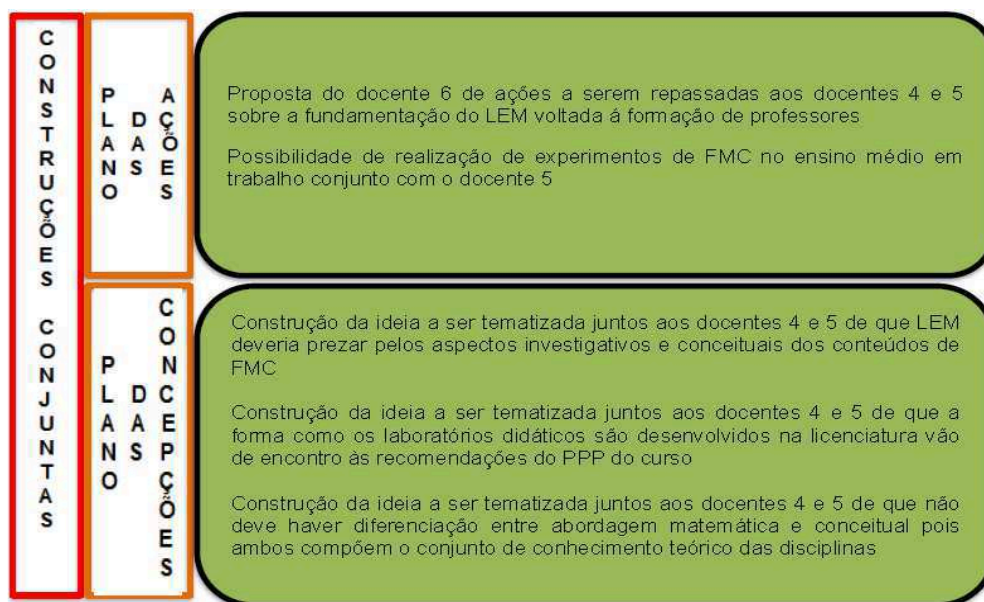 CONSTRUÇÕES CONJUNTAS
PLANO DAS AÇÕES
Proposta do docente 6 de ações a serem repassadas aos docentes 4 e 5
sobre a fundamentação do LEM voltada á formação de professores
Possibilidade de realização de experimentos de FMC no ensino médio em
trabalho conjunto com o docente 5
PLANO DAS CONCEPÇÕES
Construção da ideia a ser tematizada juntos aos docentes 4 e 5 de que LEM
deveria prezar pelos aspectos investigativos e conceituais dos conteúdos de
FMC
Construção da ideia a ser tematizada juntos aos docentes 4 e 5 de que a
forma como os laboratórios didáticos são desenvolvidos na licenciatura vão
de encontro às recomendações do PPP do curso
Construção da ideia a ser tematizada juntos aos docentes 4 e 5 de que não
deve haver diferenciação entre abordagem matemática e conceitual pois
ambos compõem o conjunto de conhecimento teórico das disciplinas